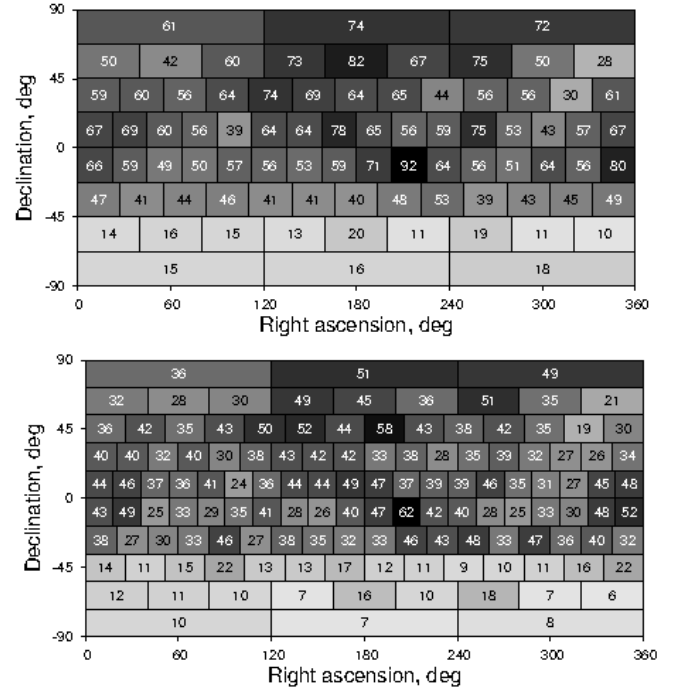 90
61 74 72
50 42 60 73 82 67 75 50 28
45
59 60 56 64 74 69 64 65 44 56 56 30 61
67 69 60 56 39 64 64 78 65 56 59 75 53 43 57 67
0
66 59 49 50 57 56 53 59 71 92 64 56 51 64 56 80
47 41 44 46 41 41 40 48 53 39 43 45 49
-45
14 16 15 13 20 11 19 11 10
15 16 18
-90
0 60 120 180 240 300 360
Declination, deg
Right ascension, deg
90
36 51 49
32 28 30 49 45 36 51 35 21
45
36 42 35 43 50 52 44 58 43 38 42 35 19 30
40 40 32 40 30 38 43 42 42 33 38 28 35 39 32 27 26 34
44 46 37 36 41 24 36 44 44 49 47 37 39 39 46 35 31 27 45 48
0
43 49 25 33 29 35 41 28 26 40 47 62 42 40 28 25 33 30 48 52
38 27 30 33 46 27 38 35 32 33 46 43 48 33 47 36 40 32
-45
14 11 15 22 13 13 17 12 11 9 10 11 16 22
12 11 10 7 16 10 18 7 6
10 7 8
-90
0 60 120 180 240 300 360
Declination, deg
Right ascension, deg